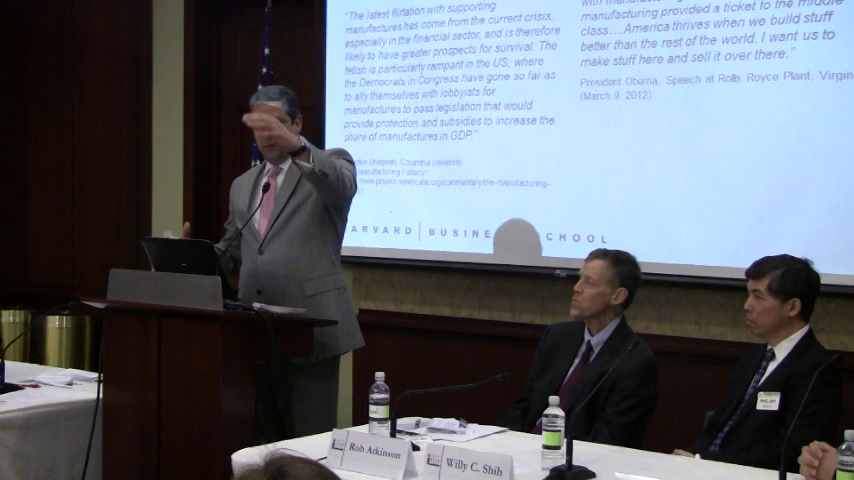 "The latest flirtation with supporting
manufactures has come from the current crisis,
especially in the financial sector, and is therefore
likely to have greater prospects for survival. The
fetish is particularly rampant in the US, where
the Democrats in Congress have gone so far as
to ally themselves with lobbyists for
manufactures to pass legislation that would
provide protection and subsidies to increase the
share of manufactures in GDP."
Columbia University
Manufacturing Fallacy"
manufacturing provided a ticket to the middle
class....America thrives when we build stuff
better than the rest of the world. I want us to
make stuff here and sell it over there."
President Obama, Speech at Rolls Royce Plant, Virgin
(March 9, 2012)
ARVARD BUSINE CHOOL
Rob Atkinson
Willy C. Shih